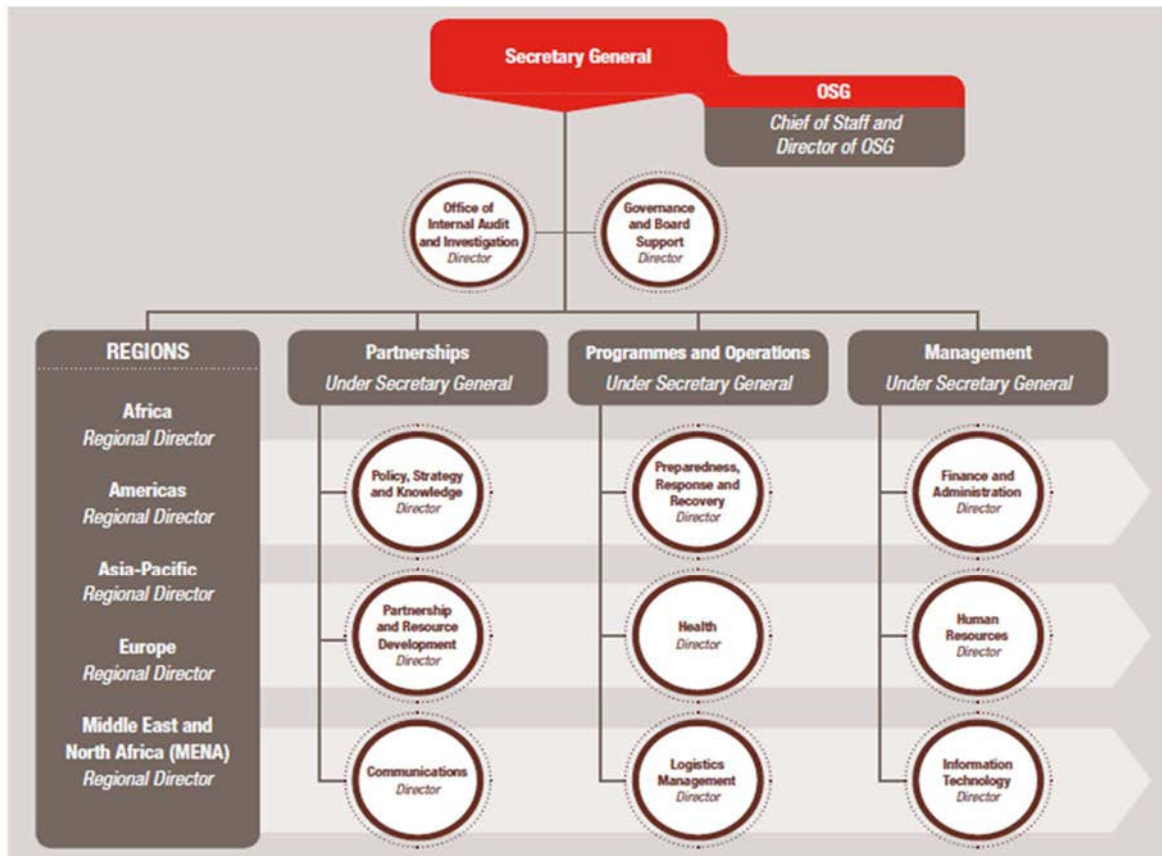 Secretary General
OSG
Chief of Staff and
Director of OSG
Office of
Internal Audit
and Investigation
Director
Governance
and Board
Support
Director
REGIONS
Africa
Regional Director
Americas
Regional Director
Asia-Pacific
Regional Director
Europe
Regional Director
Middle East and
North Africa (MENA)
Regional Director
Partnerships
Under Secretary General
Policy, Strategy
and Knowledge
Director
Partnership
and Resource
Development
Director
Communications
Director
Programmes and Operations
Under Secretary General
Preparedness,
Response and
Recovery
Director
Health
Director
Logistics
Management
Director
Management
Under Secretary General
Finance and
Administration
Director
Human
Resources
Director
Information
Technology
Director